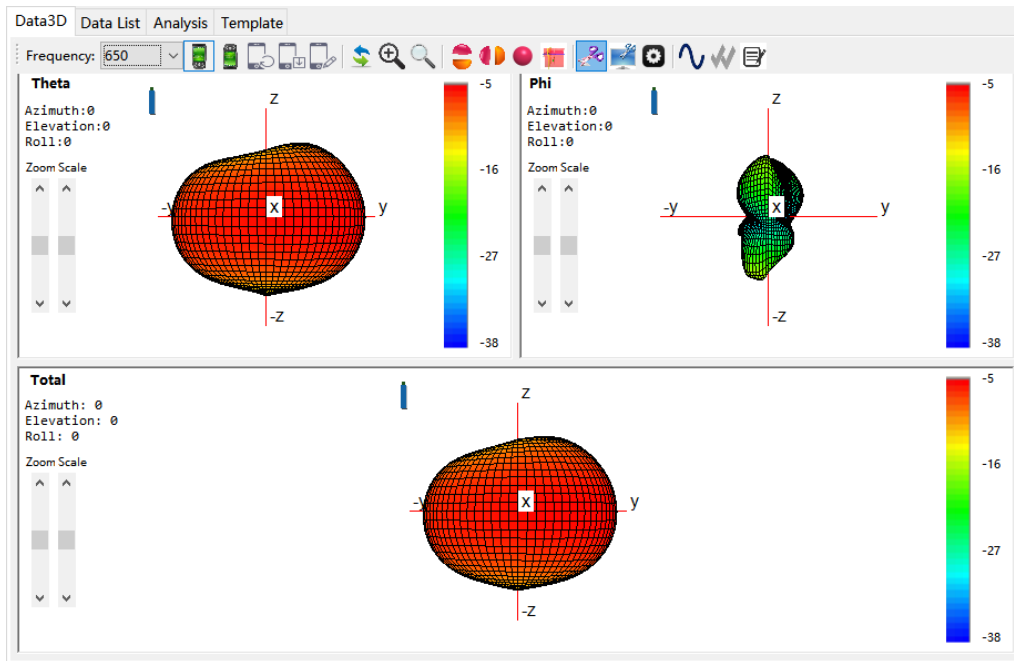 Data3D Data List Analysis Template
Frequency: 650
Theta
Azimuth:0
Elevation:0
Roll:0
Zoom Scale
Z
-y
X
y
-Z
-5
-16
-27
-38
Phi
Azimuth:0
Elevation:0
Roll:0
Zoom Scale
Z
-y
X
y
-Z
-5
-16
-27
-38
Total
Azimuth: 0
Elevation: 0
Roll: 0
Zoom Scale
Z
-y
X
y
-Z
-5
-16
-27
-38